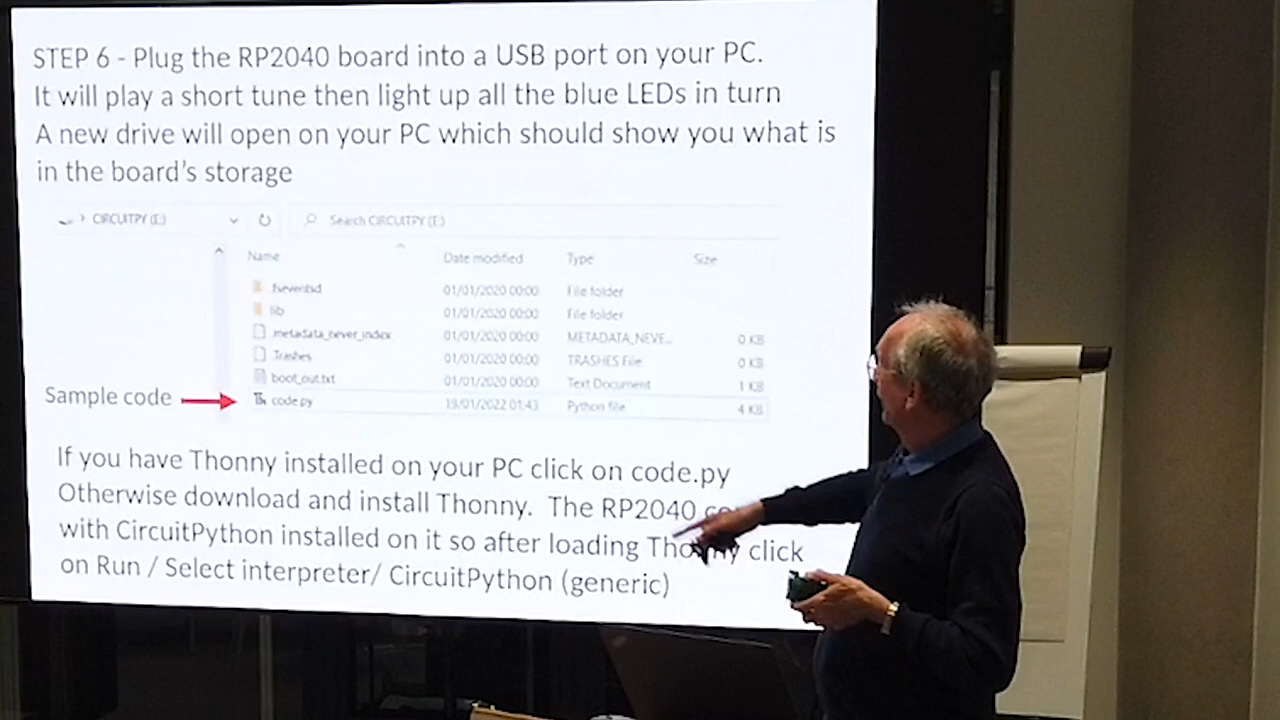 STEP 6 - Plug the RP2040 board into a USB port on your PC.
It will play a short tune then light up all the blue LEDs in turn
A new drive will open on your PC which should show you what is
in the board's storage
CIRCUITPY (E:) Search CIRCUITPY (E:)
Name Date modified Type Size
.fseventsd 01/01/2020 00:00 File folder
lib 01/01/2020 00:00 File folder
.metadata_never_index 01/01/2020 00:00 METADATA_NEVE... 0 KB
.Trashes 01/01/2020 00:00 TRASHES File 0 KB
boot_out.txt 01/01/2020 00:00 Text Document 1 KB
Sample code code.py 19/01/2022 01:43 Python file 4 KB
If you have Thonny installed on your PC click on code.py
Otherwise download and install Thonny. The RP2040
with CircuitPython installed on it so after loading Thonny click
on Run / Select interpreter/ CircuitPython (generic)